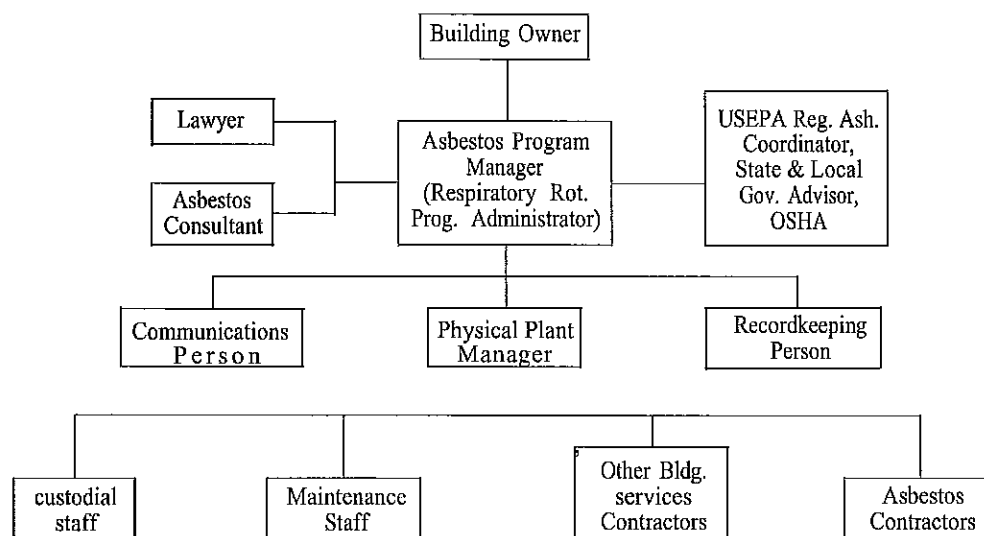 Building Owner
Lawyer
Asbestos
Consultant
Asbestos Program
Manager
(Respiratory Rot.
Prog. Administrator)
USEPA Reg. Ash.
Coordinator,
State & Local
Gov. Advisor,
OSHA
Communications
Person
Physical Plant
Manager
Recordkeeping
Person
custodial
staff
Maintenance
Staff
Other Bldg.
services
Contractors
Asbestos
Contractors